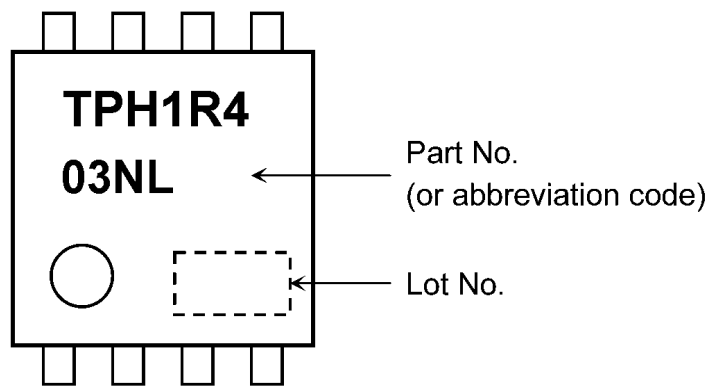 TPH1R4
03NL
Part No.
(or abbreviation code)
Lot No.